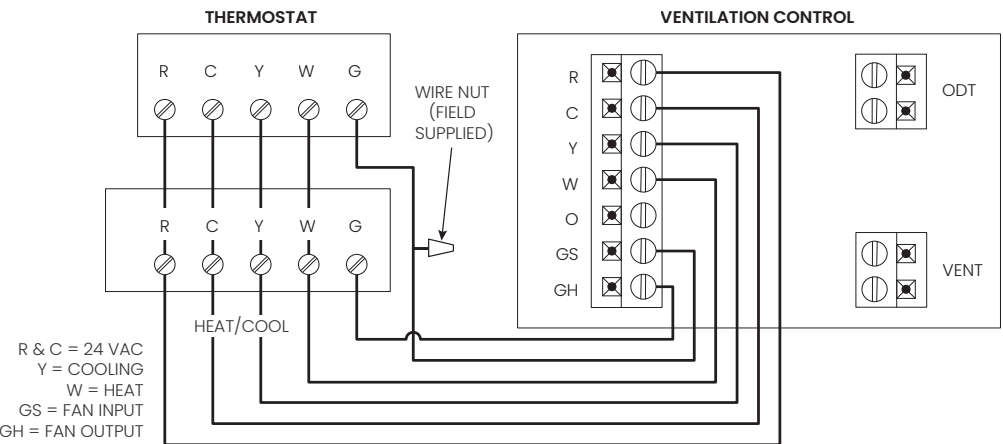 THERMOSTAT
R C Y W G
WIRE NUT
(FIELD
SUPPLIED)
R C Y W G
HEAT/COOL
R & C = 24 VAC
Y = COOLING
W = HEAT
GS = FAN INPUT
GH = FAN OUTPUT
VENTILATION CONTROL
R
C
Y
W
O
GS
GH
ODT
VENT